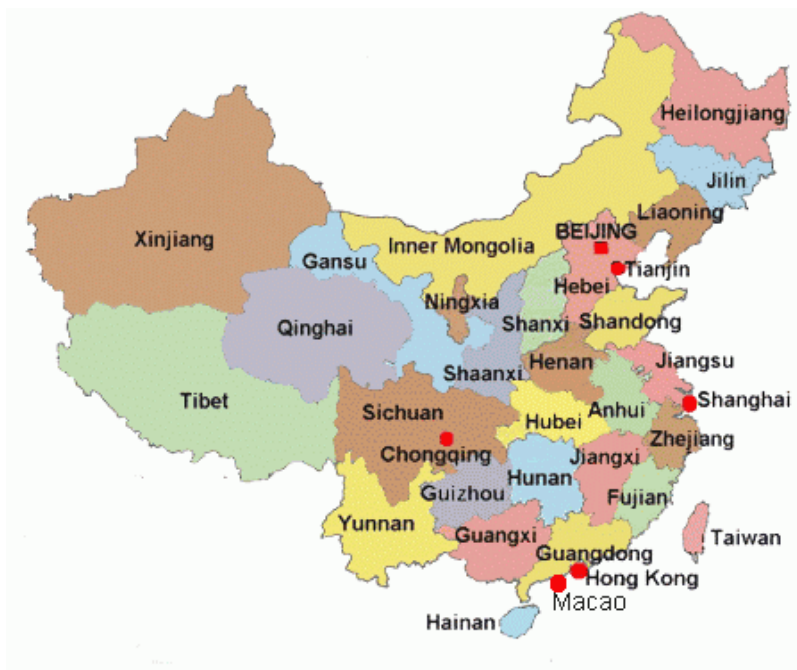 Heilongjiang
Jilin
Liaoning
BEIJING
Xinjiang
Inner Mongolia
Gansu
Tianjin
Hebei
Ningxia
Qinghai
Shanxi
Shandong
Henan
Jiangsu
Shaanxi
Tibet
Shanghai
Sichuan
Anhui
Hubei
Zhejiang
Chongqing
Jiangxi
Hunan
Guizhou
Fujian
Yunnan
Guangxi
Taiwan
Guangdong
Hong Kong
Macao
Hainan